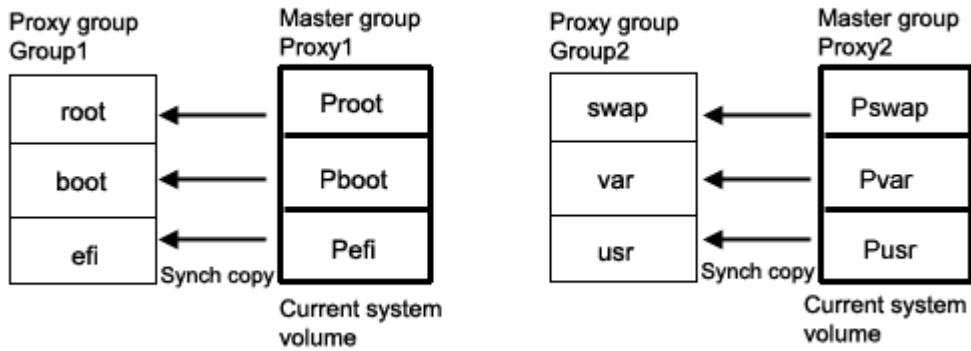 Proxy group
Group1
Master group
Proxy1
root
Proot
boot
Pboot
efi
Pefi
Synch copy
Current system
volume
Proxy group
Group2
Master group
Proxy2
swap
Pswap
var
Pvar
usr
Pusr
Synch copy
Current system
volume